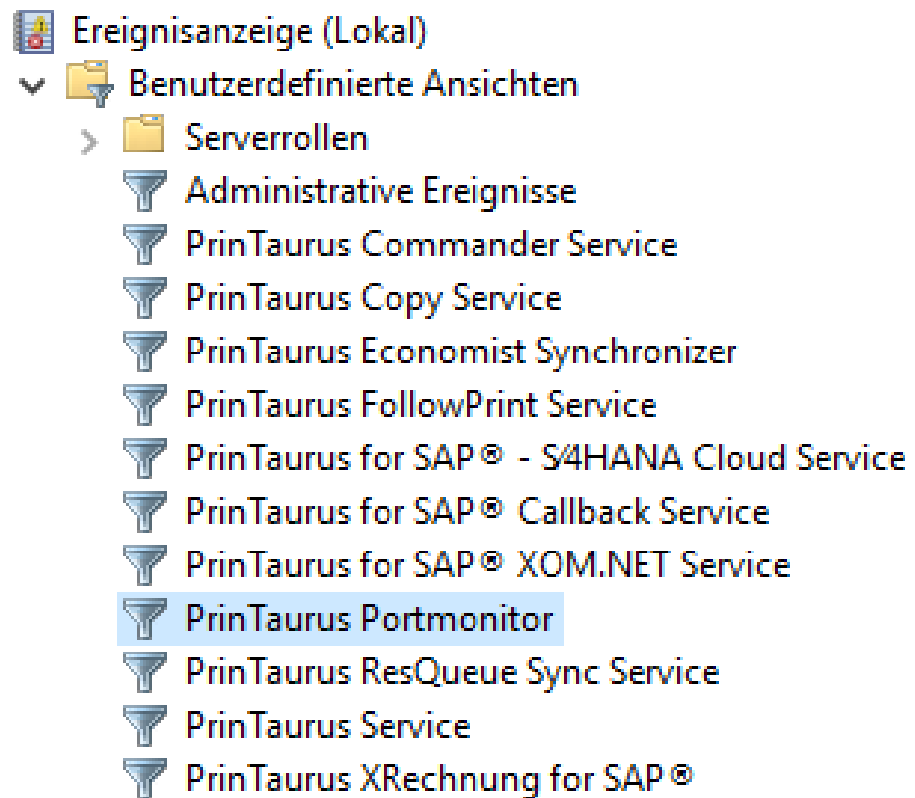 Ereignisanzeige (Lokal)
Benutzerdefinierte Ansichten
Serverrollen
Administrative Ereignisse
PrinTaurus Commander Service
PrinTaurus Copy Service
PrinTaurus Economist Synchronizer
PrinTaurus FollowPrint Service
PrinTaurus for SAP® - S⁄4HANA Cloud Service
PrinTaurus for SAP® Callback Service
PrinTaurus for SAP® XOM.NET Service
PrinTaurus Portmonitor
PrinTaurus ResQueue Sync Service
PrinTaurus Service
PrinTaurus XRechnung for SAP®